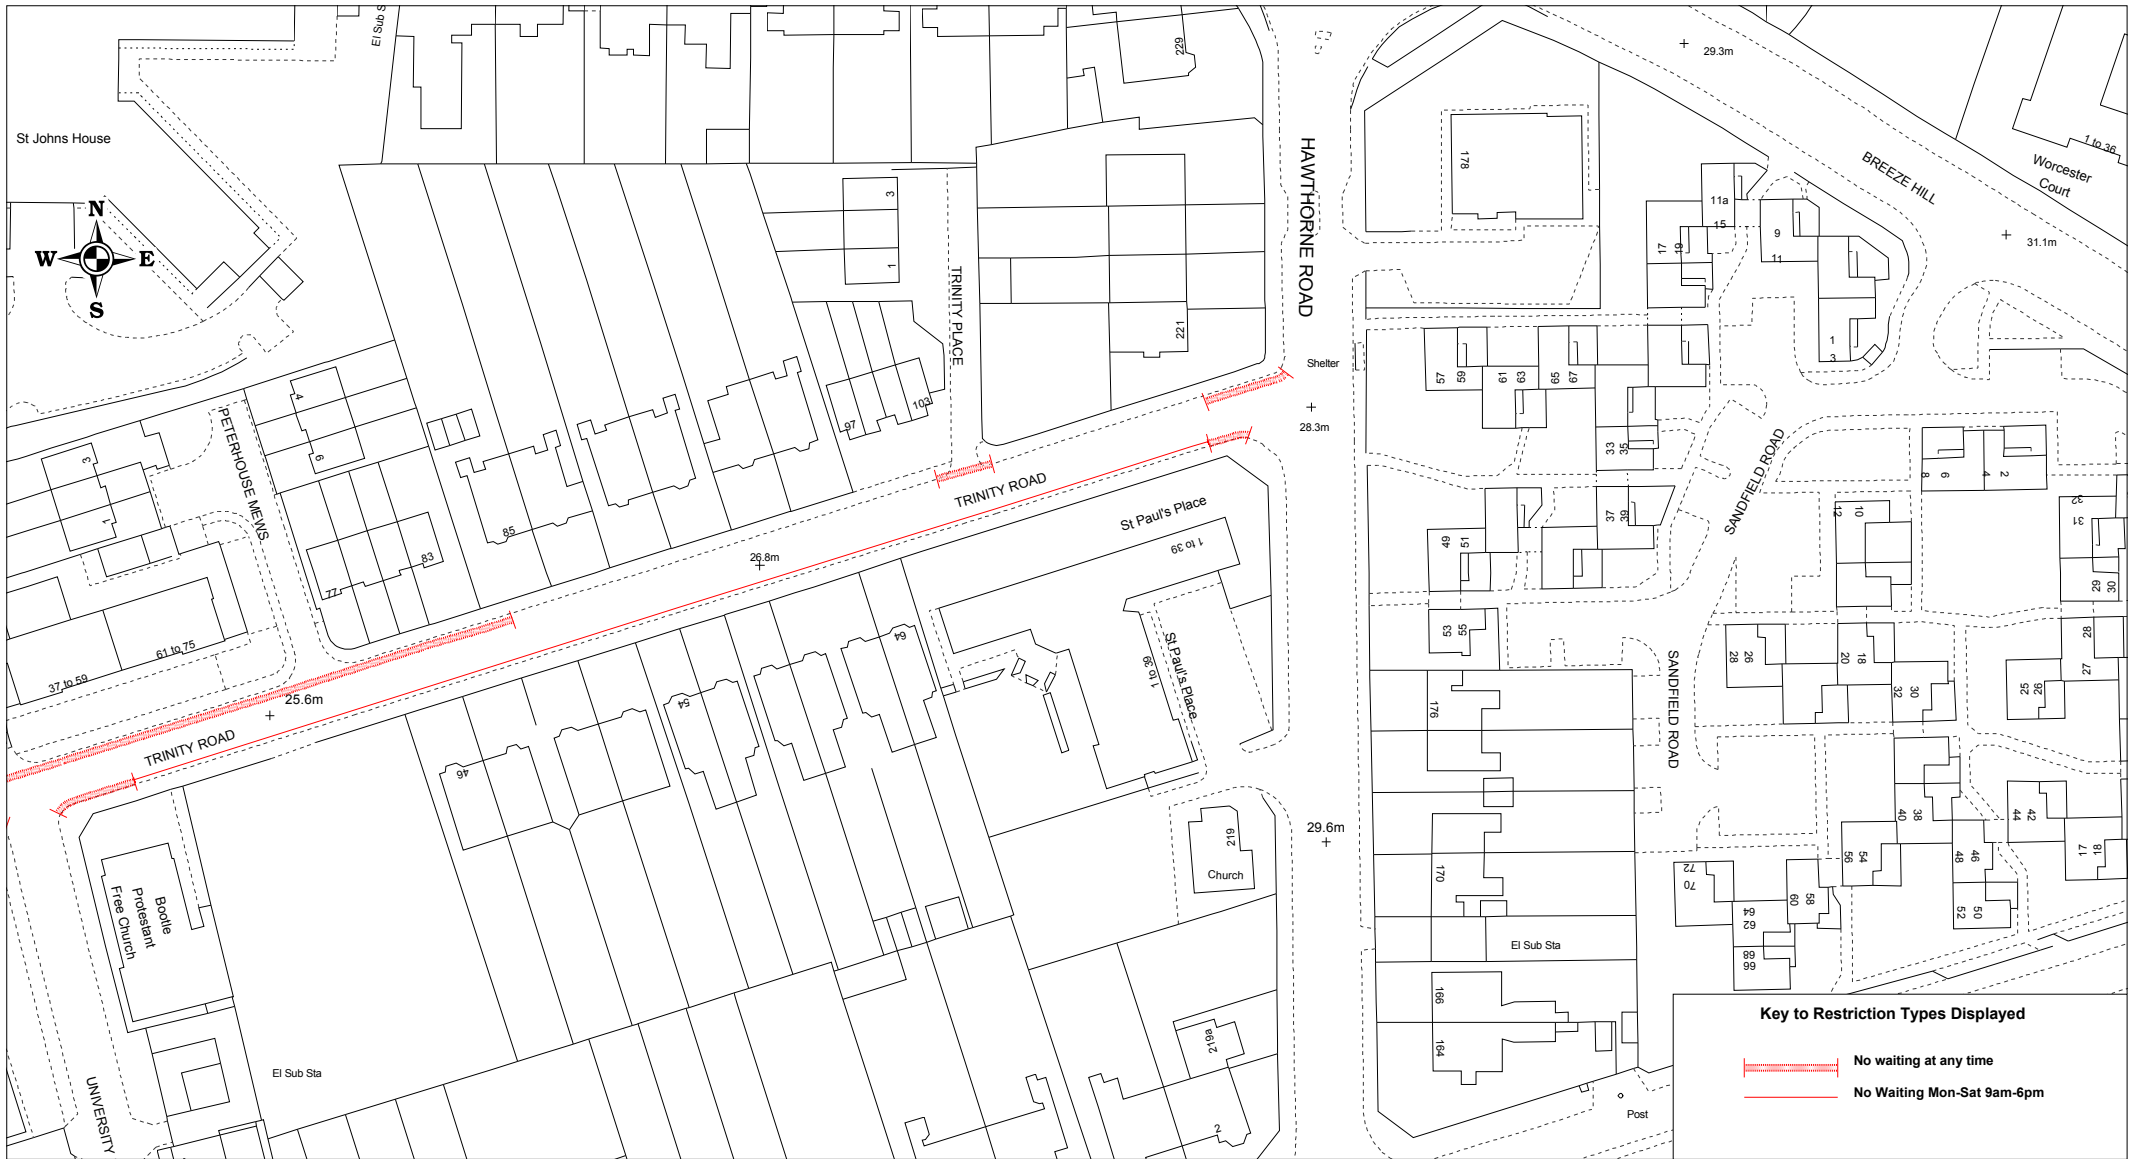 El Sub S
229
29.3m
St Johns House
N
W
E
S
HAWTHORNE ROAD
178
BREEZE HILL
1 to 36
Worcester
Court
31.1m
11a
15
17
19
9
11
1
3
3
1
TRINITY PLACE
221
Shelter
28.3m
57
59
61
63
65
67
33
35
PETERHOUSE MEWS
4
6
3
1
97
103
85
83
77
TRINITY ROAD
St Paul's Place
1 to 39
26.8m
SANDFIELD ROAD
8
6
4
2
12
10
32
31
29
30
37
39
49
51
53
55
61 to 75
37 to 59
25.6m
TRINITY ROAD
64
54
46
St Paul's Place
1 to 39
SANDFIELD ROAD
28
26
20
18
32
30
28
27
25
26
176
29.6m
219
Church
170
40
38
44
42
56
54
48
46
17
18
72
70
60
58
64
62
68
66
52
50
Bootle
Protestant
Free Church
El Sub Sta
166
164
219a
2
El Sub Sta
UNIVERSITY
Post
Key to Restriction Types Displayed
No waiting at any time
No Waiting Mon-Sat 9am-6pm